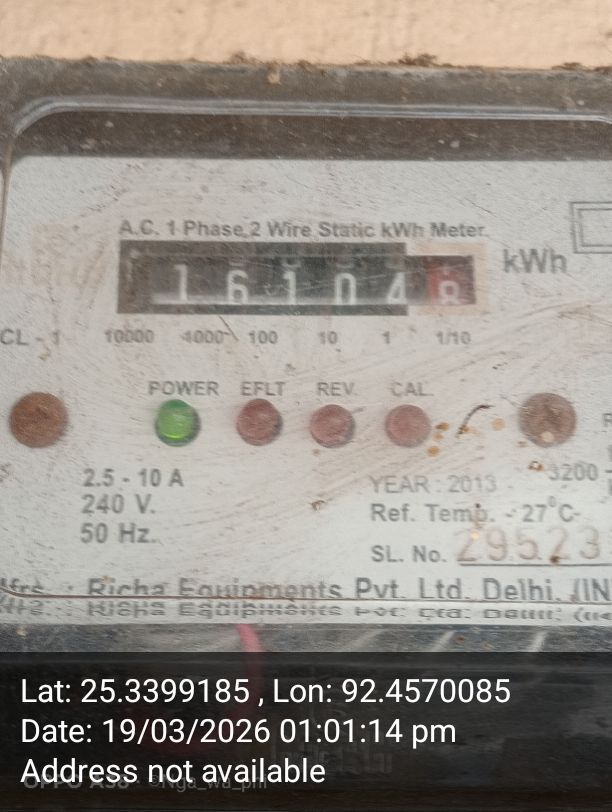 A.C. 1 Phase 2 Wire Static kWh Meter.
161048 kWh
CL - 1 10000 1000 100 10 1 1/10
POWER EFLT REV. CAL.
2.5 - 10 A
240 V.
50 Hz.
3200
YEAR : 2013
Ref. Temp. - 27°C
SL. No. 29523
Mfrs. : Richa Equipments Pvt. Ltd. Delhi. (IN
Lat: 25.3399185 , Lon: 92.4570085
Date: 19/03/2026 01:01:14 pm
Address not available